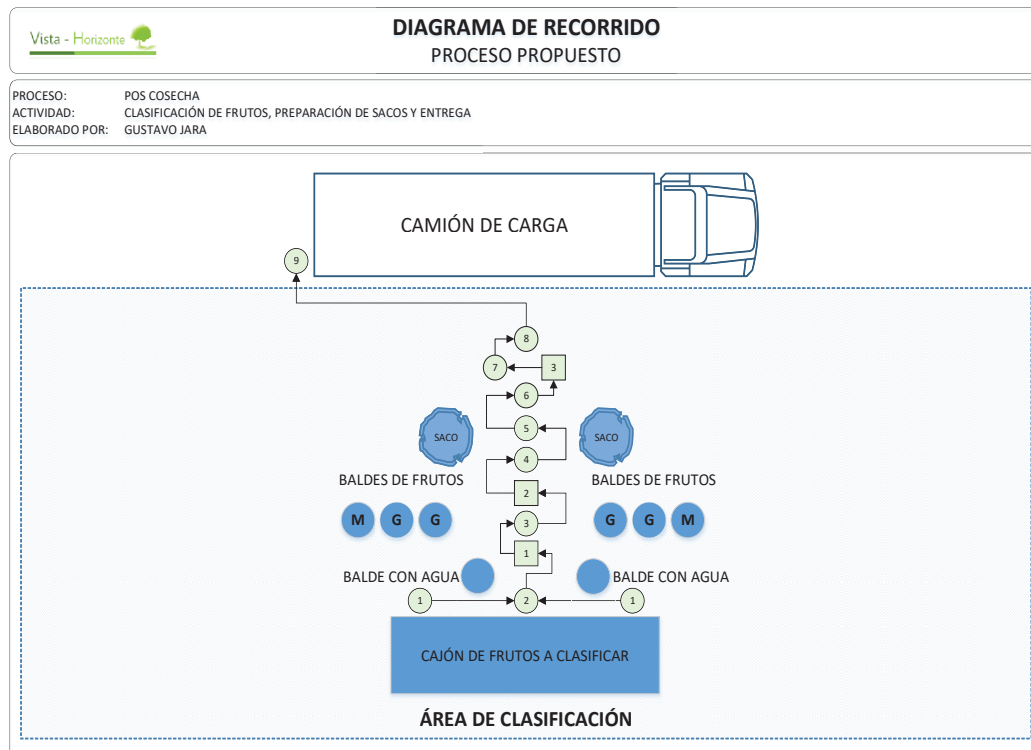 Vista - Horizonte
DIAGRAMA DE RECORRIDO
PROCESO PROPUESTO
PROCESO: POS COSECHA
ACTIVIDAD: CLASIFICACIÓN DE FRUTOS, PREPARACIÓN DE SACOS Y ENTREGA
ELABORADO POR: GUSTAVO JARA
CAMIÓN DE CARGA
9
8
7 3
6
5
SACO SACO
4
BALDES DE FRUTOS BALDES DE FRUTOS
2
M G G 3 G G M
1
BALDE CON AGUA BALDE CON AGUA
1 2 1
CAJÓN DE FRUTOS A CLASIFICAR
ÁREA DE CLASIFICACIÓN